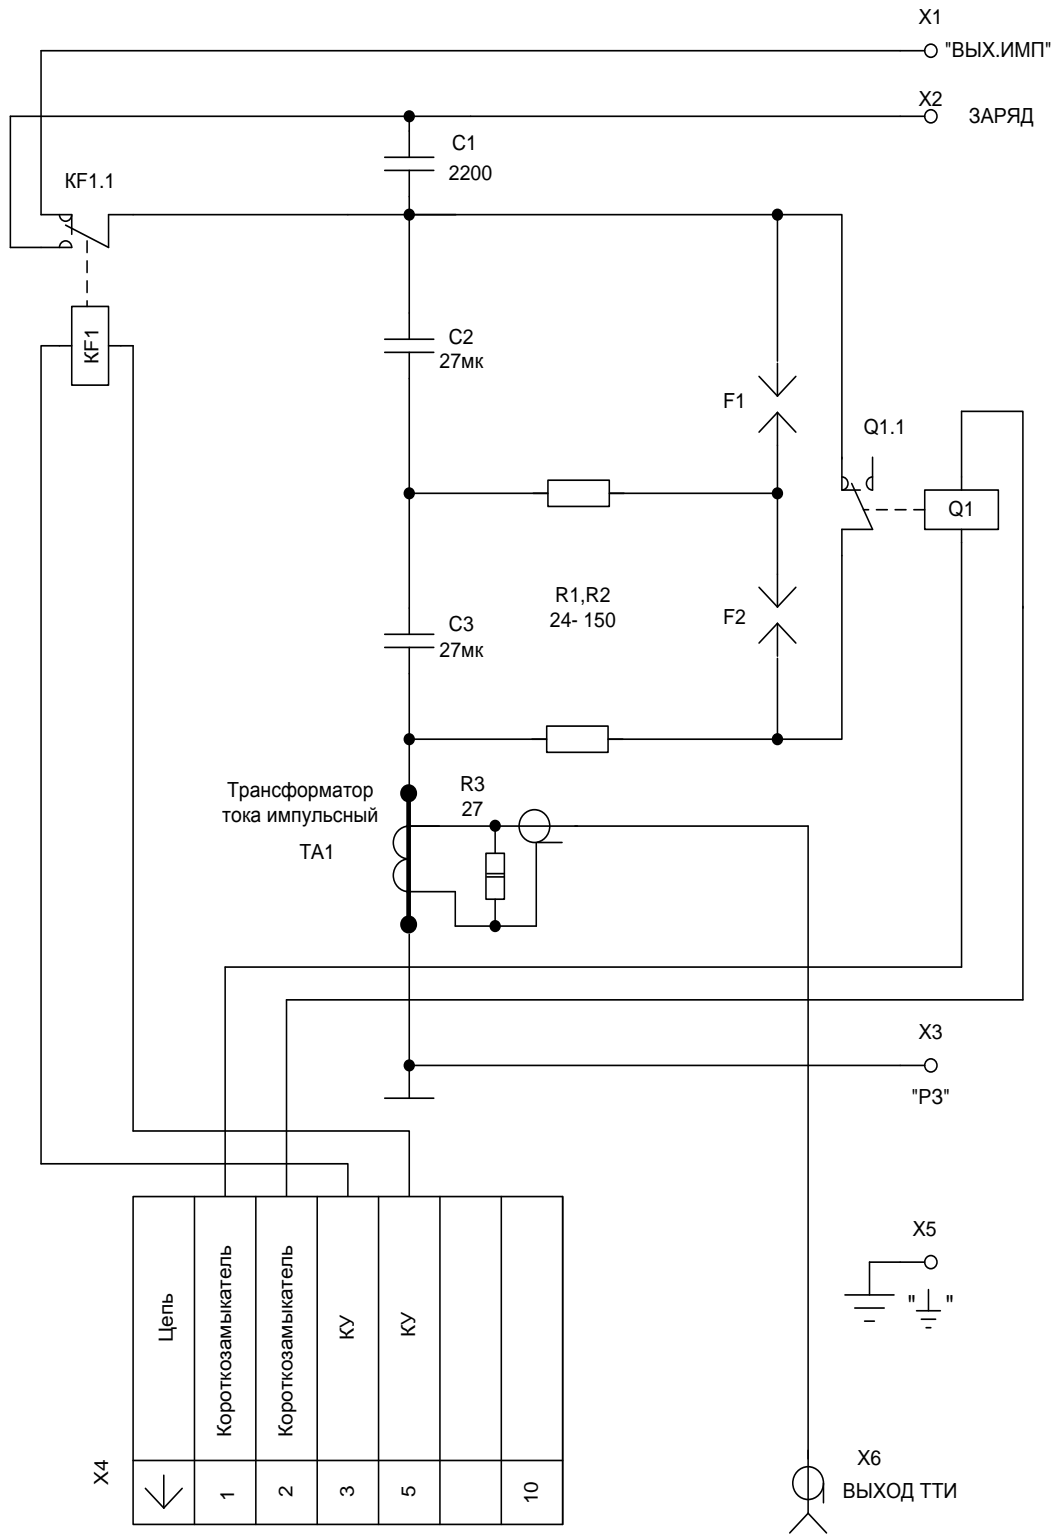 X1
"ВЫХ.ИМП"
X2
ЗАРЯД
C1
2200
KF1.1
KF1
C2
27мк
F1
Q1.1
Q1
R1,R2
24- 150
F2
C3
27мк
Трансформатор
тока импульсный
ТА1
R3
27
X3
"РЗ"
X5
" "
Цепь
Короткозамыкатель
Короткозамыкатель
КУ
КУ
X4
1
2
3
5
10
X6
ВЫХОД ТТИ